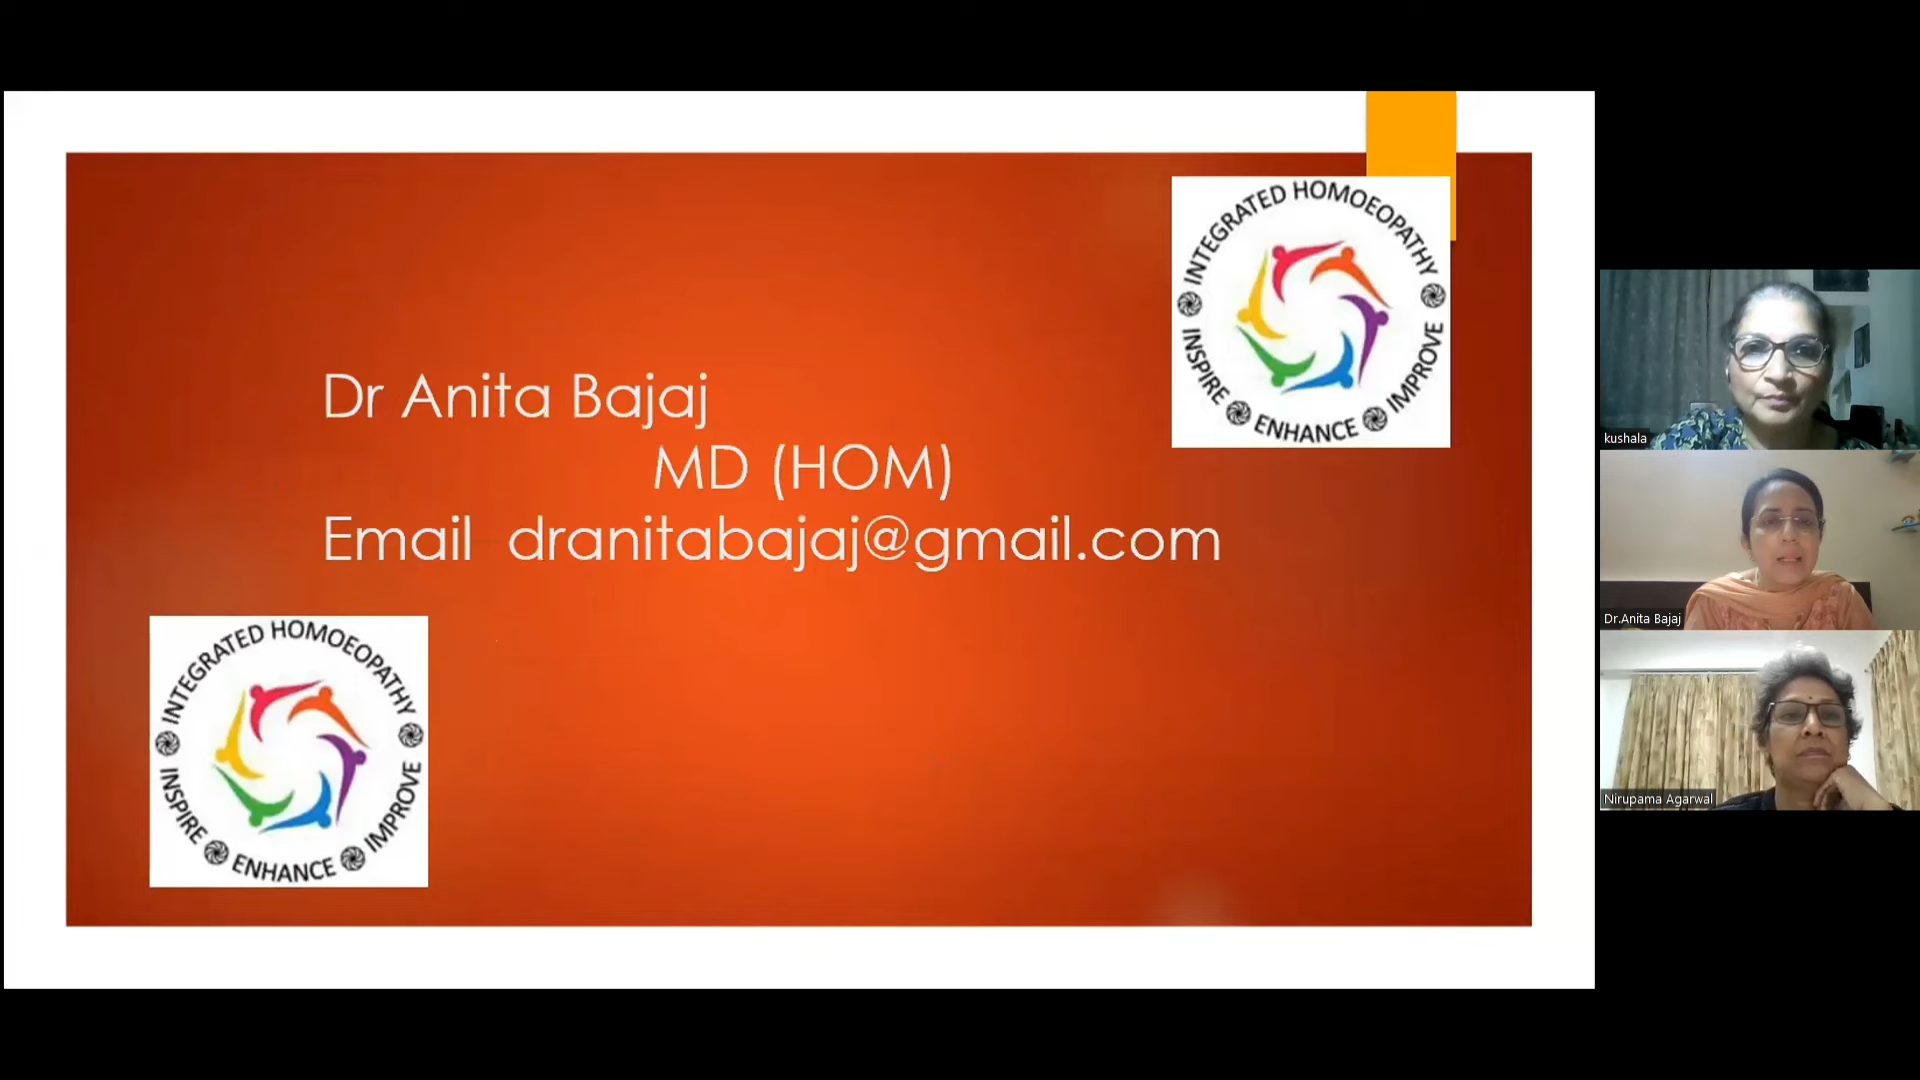 INTEGRATED HOMOEOPATHY
INSPIRE ENHANCE IMPROVE
Dr Anita Bajaj
MD (HOM)
Email dranitabajaj@gmail.com
INTEGRATED HOMOEOPATHY
INSPIRE ENHANCE IMPROVE
kushala
Dr.Anita Bajaj
Nirupama Agarwal